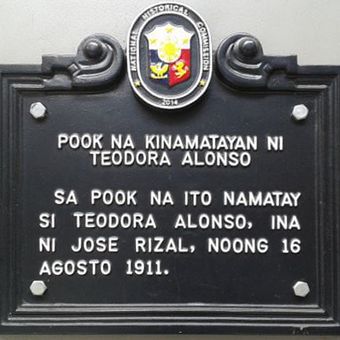 NATIONAL HISTORICAL COMMISSION
2014
POOK NA KINAMATAYAN NI
TEODORA ALONSO
SA POOK NA ITO NAMATAY
SI TEODORA ALONSO, INA
NI JOSE RIZAL, NOONG 16
AGOSTO 1911.